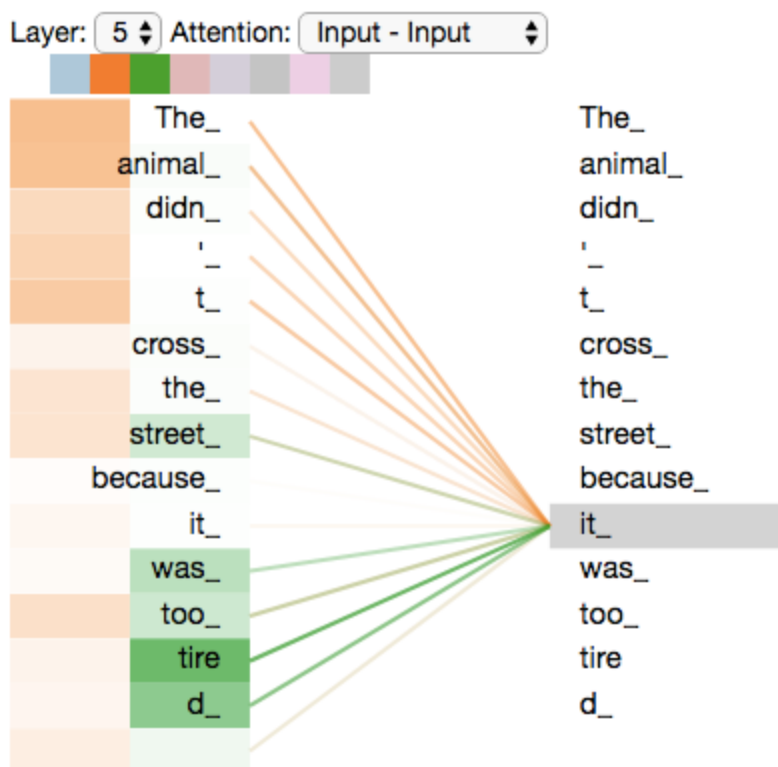 Layer: 5 Attention: Input - Input
The_ The_
animal_ animal_
didn_ didn_
'_ '_
t_ t_
cross_ cross_
the_ the_
street_ street_
because_ because_
it_ it_
was_ was_
too_ too_
tire tire
d_ d_